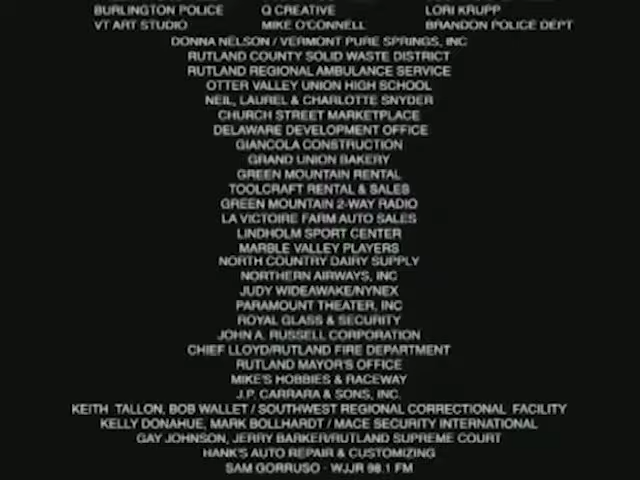 BURLINGTON POLICE Q CREATIVE LORI KRUPP
VT ART STUDIO MIKE O'CONNELL BRANDON POLICE DEPT
DONNA NELSON / VERMONT PURE SPRINGS, INC
RUTLAND COUNTY SOLID WASTE DISTRICT
RUTLAND REGIONAL AMBULANCE SERVICE
OTTER VALLEY UNION HIGH SCHOOL
NEIL, LAUREL & CHARLOTTE SNYDER
CHURCH STREET MARKETPLACE
DELAWARE DEVELOPMENT OFFICE
GIANCOLA CONSTRUCTION
GRAND UNION BAKERY
GREEN MOUNTAIN RENTAL
TOOLCRAFT RENTAL & SALES
GREEN MOUNTAIN 2-WAY RADIO
LA VICTOIRE FARM AUTO SALES
LINDHOLM SPORT CENTER
MARBLE VALLEY PLAYERS
NORTH COUNTRY DAIRY SUPPLY
NORTHERN AIRWAYS, INC
JUDY WIDEAWAKE/NYNEX
PARAMOUNT THEATER, INC
ROYAL GLASS & SECURITY
JOHN A. RUSSELL CORPORATION
CHIEF LLOYD/RUTLAND FIRE DEPARTMENT
RUTLAND MAYOR'S OFFICE
MIKE'S HOBBIES & RACEWAY
J.P. CARRARA & SONS, INC.
KEITH TALLON, BOB WALLET / SOUTHWEST REGIONAL CORRECTIONAL FACILITY
KELLY DONAHUE, MARK BOLLHARDT / MACE SECURITY INTERNATIONAL
GAY JOHNSON, JERRY BARKER/RUTLAND SUPREME COURT
HANK'S AUTO REPAIR & CUSTOMIZING
SAM GORRUSO - WJJR 98.1 FM